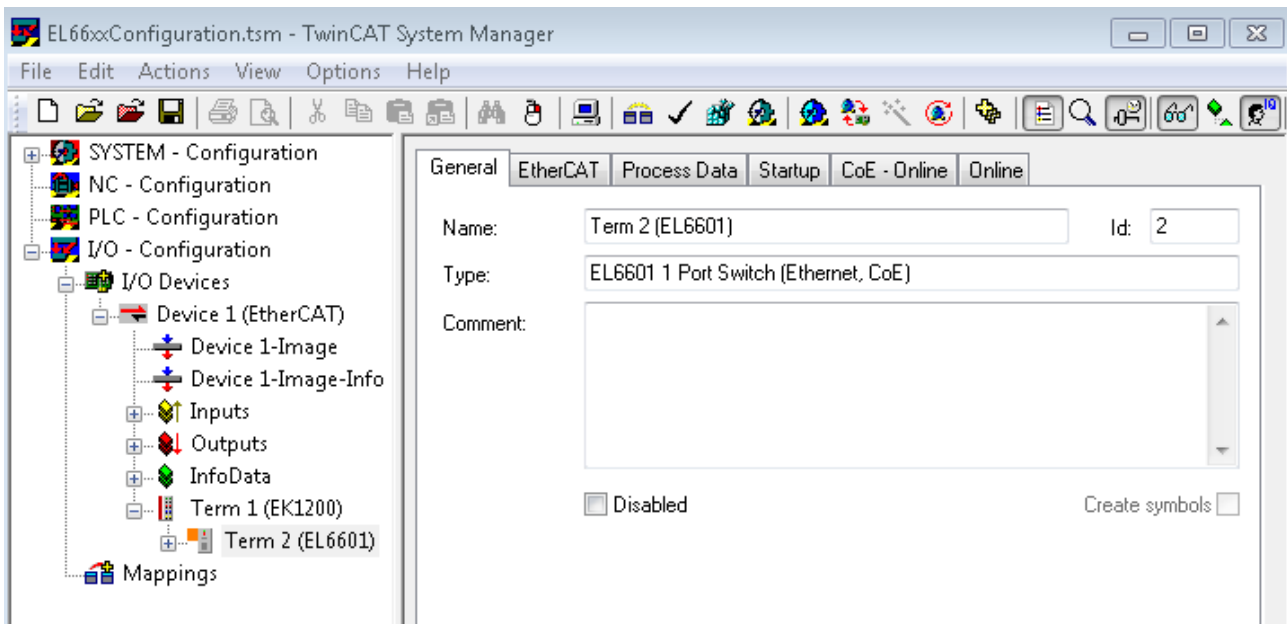 EL66xxConfiguration.tsm - TwinCAT System Manager
File Edit Actions View Options Help
SYSTEM - Configuration
NC - Configuration
PLC - Configuration
I/O - Configuration
I/O Devices
Device 1 (EtherCAT)
Device 1-Image
Device 1-Image-Info
Inputs
Outputs
InfoData
Term 1 (EK1200)
Term 2 (EL6601)
Mappings
General EtherCAT Process Data Startup CoE - Online Online
Name: Term 2 (EL6601) Id: 2
Type: EL6601 1 Port Switch (Ethernet, CoE)
Comment:
Disabled Create symbols